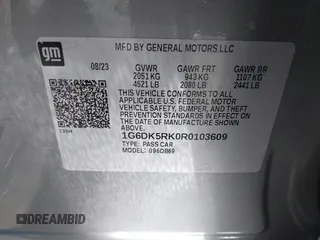 gm
MFD BY GENERAL MOTORS LLC
08/23 GVWR GAWR FRT GAWR RR
2051 KG 943 KG 1107 KG
4521 LB 2080 LB 2441 LB
THIS VEHICLE CONFORMS TO ALL
APPLICABLE U.S. FEDERAL MOTOR
VEHICLE SAFETY, BUMPER, AND THEFT
PREVENTION STANDARDS IN EFFECT ON
THE DATE OF MANUFACTURE SHOWN ABOVE.
1G6DK5RK0R0103609
TYPE: PASS CAR
MODEL: 096DB69
DREAMBID